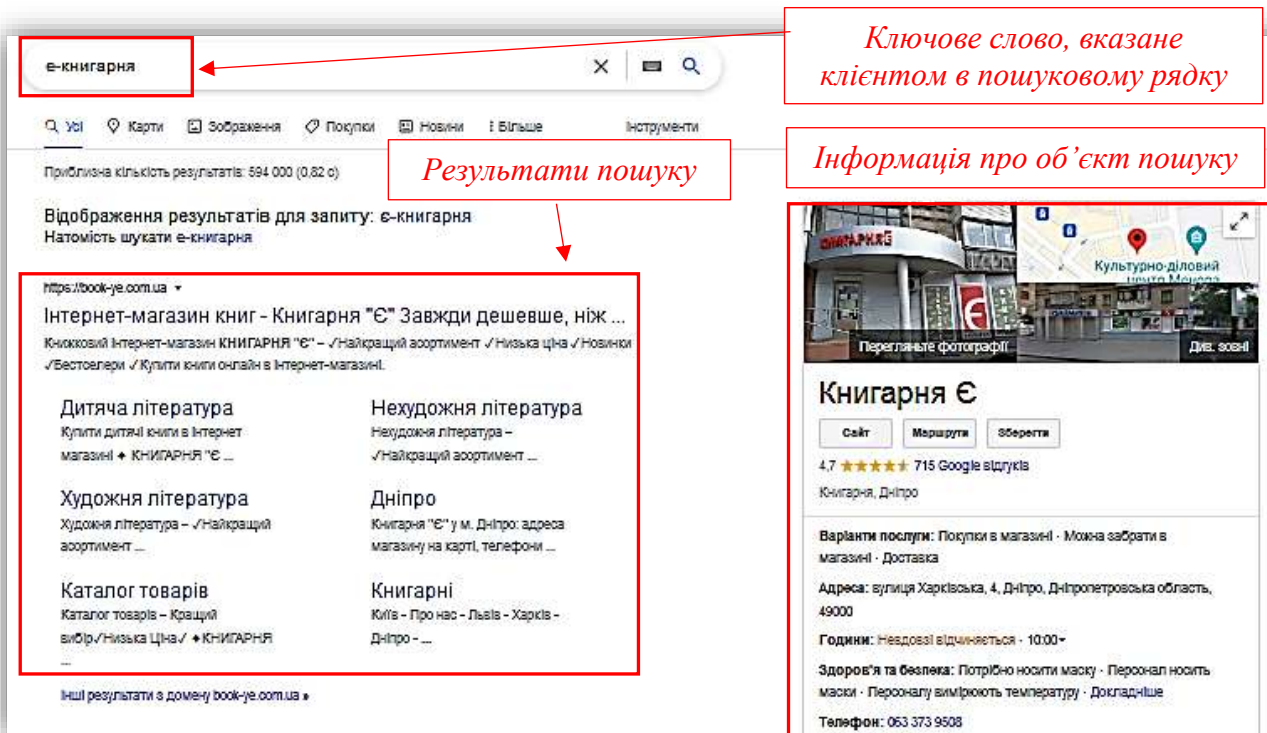 Ключове слово, вказане
клієнтом в пошуковому рядку
е-книгарня
Усі Карти Зображення Покупки Новини Більше Інструменти
Приблизна кількість результатів: 594 000 (0,82 с)
Результати пошуку
Інформація про об’єкт пошуку
Відображення результатів для запиту: є-книгарня
Натомість шукати е-книгарня
https://book-ye.com.ua
Інтернет-магазин книг - Книгарня "Є" Завжди дешевше, ніж ...
Книжковий інтернет-магазин КНИГАРНЯ "Є" – ✓Найкращий асортимент ✓Низька ціна ✓Новинки
✓Бестселери ✓Купити книги онлайн в інтернет-магазині.
Дитяча література
Купити дитячі книги в інтернет
магазині ✦ КНИГАРНЯ "Є ...
Нехудожня література
Нехудожня література –
✓Найкращий асортимент ...
Художня література
Художня література – ✓Найкращий
асортимент ...
Дніпро
Книгарня "Є" у м. Дніпро: адреса
магазину на карті, телефони ...
Каталог товарів
Каталог товарів – Кращий
вибір✓Низька Ціна✓ ✦КНИГАРНЯ
...
Книгарні
Київ - Про нас - Львів - Харків -
Дніпро - ...
Інші результати з домену book-ye.com.ua »
КНИГАРНЯ Є
Культурно-діловий
центр Менора
Перегляньте фотографії
Див. зовні
Книгарня Є
Сайт Маршрути Зберегти
4,7 ★★★★★ 715 Google відгуків
Книгарня, Дніпро
Варіанти послуги: Покупки в магазині · Можна забрати в
магазині · Доставка
Адреса: вулиця Харківська, 4, Дніпро, Дніпропетровська область,
49000
Години: Невдовзі відчиняється · 10:00
Здоров'я та безпека: Потрібно носити маску · Персонал носить
маски · Персоналу вимірюють температуру · Докладніше
Телефон: 063 373 9508